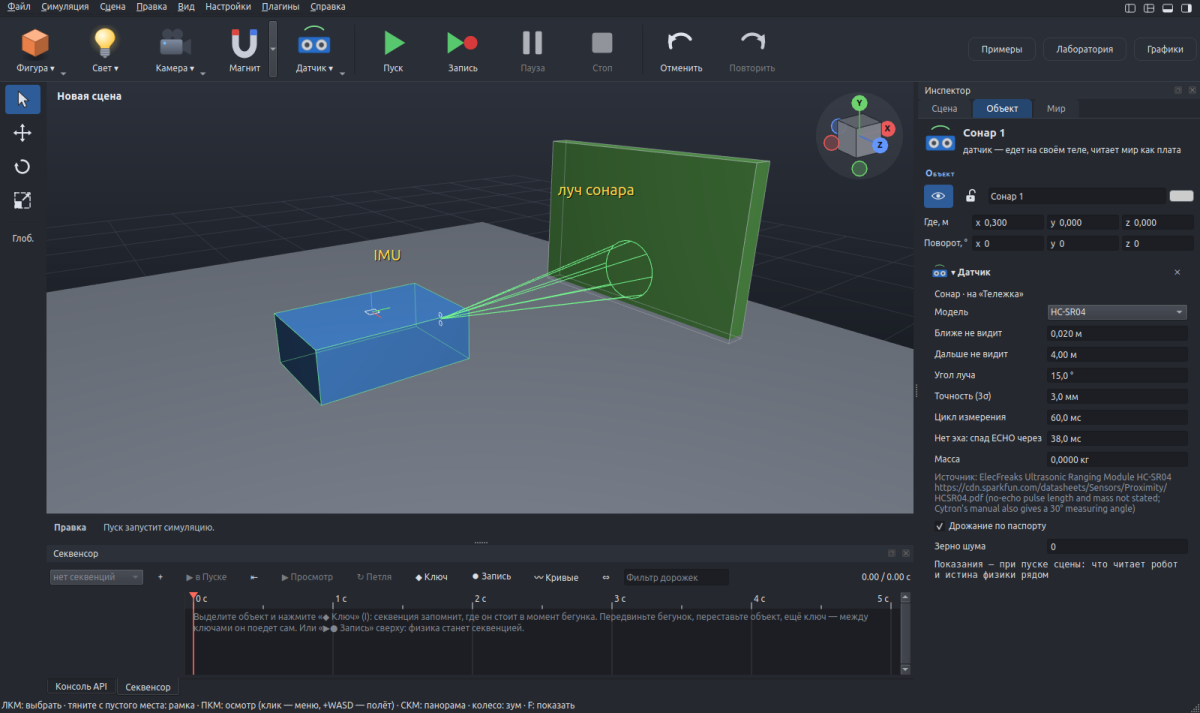 Файл Симуляция Сцена Правка Вид Настройки Плагины Справка
Фигура ▾ Свет ▾ Камера ▾ Магнит Датчик ▾ Пуск Запись Пауза Стоп Отменить Повторить
Примеры Лаборатория Графики
Новая сцена
Y
X
Z
луч сонара
IMU
Глоб.
Инспектор
Сцена Объект Мир
Сонар 1
датчик — едет на своём теле, читает мир как плата
Объект
Сонар 1
Где, м x 0,300 y 0,000 z 0,000
Поворот,° x 0 y 0 z 0
▾ Датчик
Сонар · на «Тележка»
Модель HC-SR04
Ближе не видит 0,020 м
Дальше не видит 4,00 м
Угол луча 15,0 °
Точность (3σ) 3,0 мм
Цикл измерения 60,0 мс
Нет эха: спад ECHO через 38,0 мс
Масса 0,0000 кг
Источник: ElecFreaks Ultrasonic Ranging Module HC-SR04
https://cdn.sparkfun.com/datasheets/Sensors/Proximity/
HCSR04.pdf (no-echo pulse length and mass not stated;
Cytron's manual also gives a 30° measuring angle)
✓ Дрожание по паспорту
Зерно шума 0
Показания — при пуске сцены: что читает робот
и истина физики рядом
Правка Пуск запустит симуляцию.
Секвенсор
нет секвенций + ▶ в Пуске ⇤ ▶ Просмотр ↻ Петля ◆ Ключ ● Запись 〰 Кривые ⇔ Фильтр дорожек 0.00 / 0.00 с
0 с 1 с 2 с 3 с 4 с 5 с
Выделите объект и нажмите «◆ Ключ» (I): секвенция запомнит, где он стоит в момент бегунка. Передвиньте бегунок, переставьте объект, ещё ключ — между
ключами он поедет сам. Или «▶● Запись» сверху: физика станет секвенцией.
Консоль API Секвенсор
ЛКМ: выбрать · тяните с пустого места: рамка · ПКМ: осмотр (клик — меню, +WASD — полёт) · СКМ: панорама · колесо: зум · F: показать